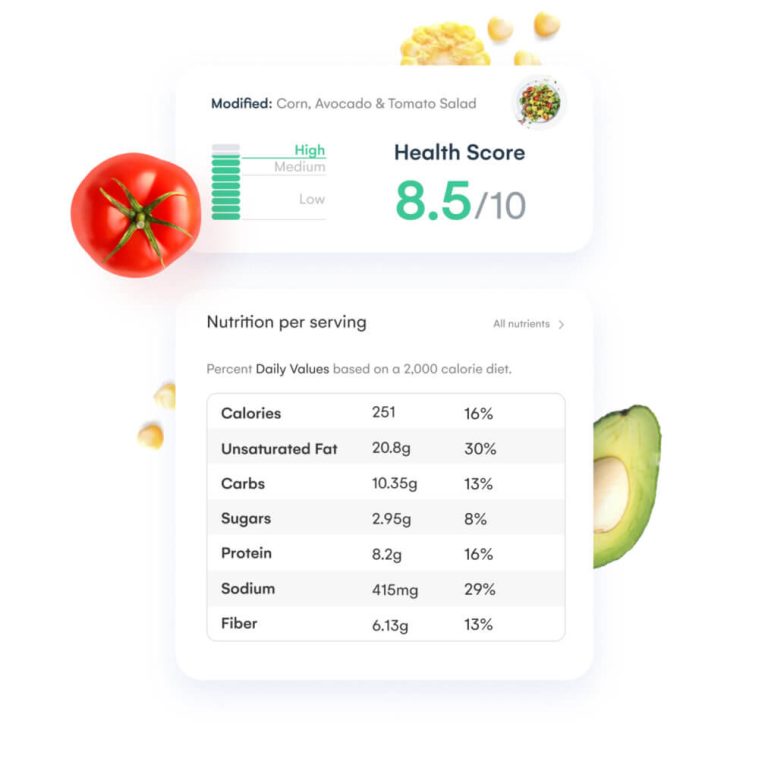 Modified: Corn, Avocado & Tomato Salad
High
Medium
Low
Health Score
8.5/10
Nutrition per serving
All nutrients >
Percent Daily Values based on a 2,000 calorie diet.
Calories 251 16%
Unsaturated Fat 20.8g 30%
Carbs 10.35g 13%
Sugars 2.95g 8%
Protein 8.2g 16%
Sodium 415mg 29%
Fiber 6.13g 13%